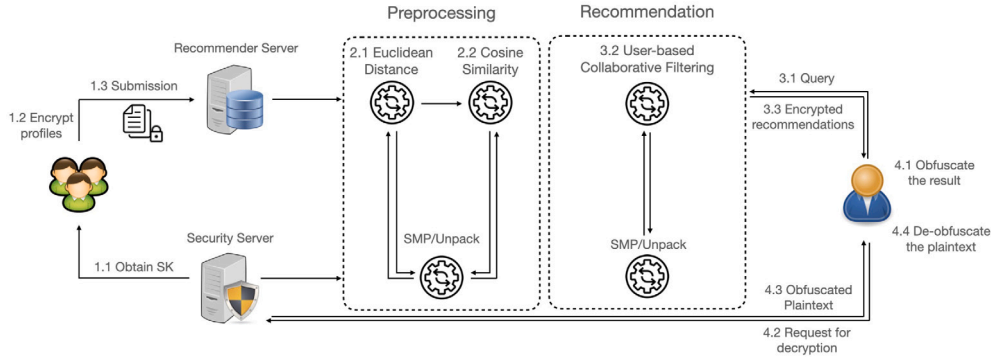 Preprocessing
Recommendation
Recommender Server
2.1 Euclidean
Distance
2.2 Cosine
Similarity
3.2 User-based
Collaborative Filtering
1.3 Submission
3.1 Query
3.3 Encrypted
recommendations
1.2 Encrypt
profiles
4.1 Obfuscate
the result
Security Server
SMP/Unpack
SMP/Unpack
4.4 De-obfuscate
the plaintext
1.1 Obtain SK
4.3 Obfuscated
Plaintext
4.2 Request for
decryption